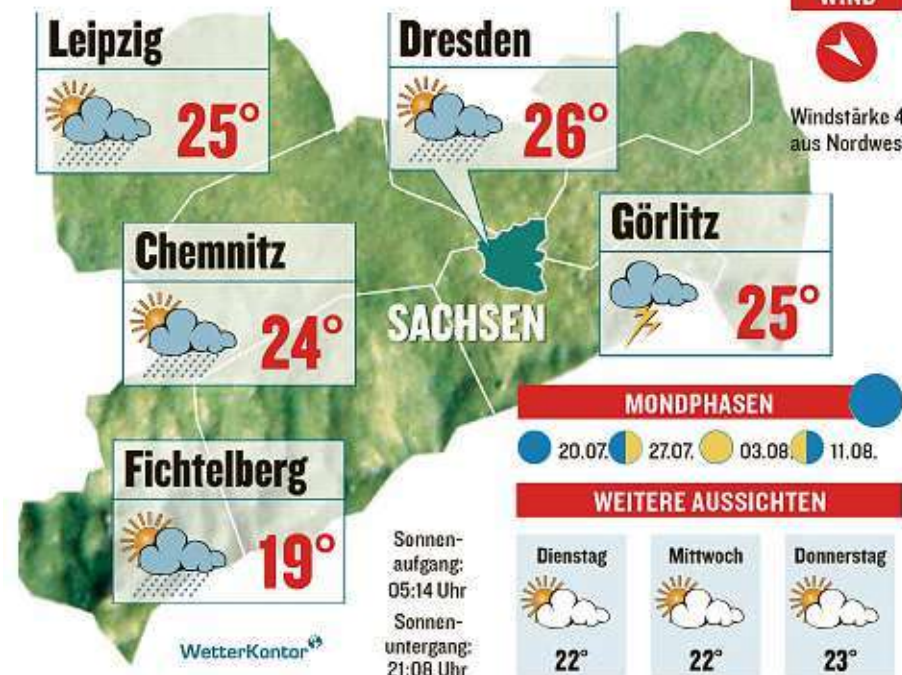 WIND
Windstärke 4
aus Nordwes
Leipzig
25°
Dresden
26°
Chemnitz
24°
Görlitz
25°
SACHSEN
Fichtelberg
19°
MONDPHASEN
20.07. 27.07. 03.08. 11.08.
WEITERE AUSSICHTEN
Dienstag
22°
Mittwoch
22°
Donnerstag
23°
Sonnen-
aufgang:
05:14 Uhr
Sonnen-
untergang:
21:08 Uhr
WetterKontor